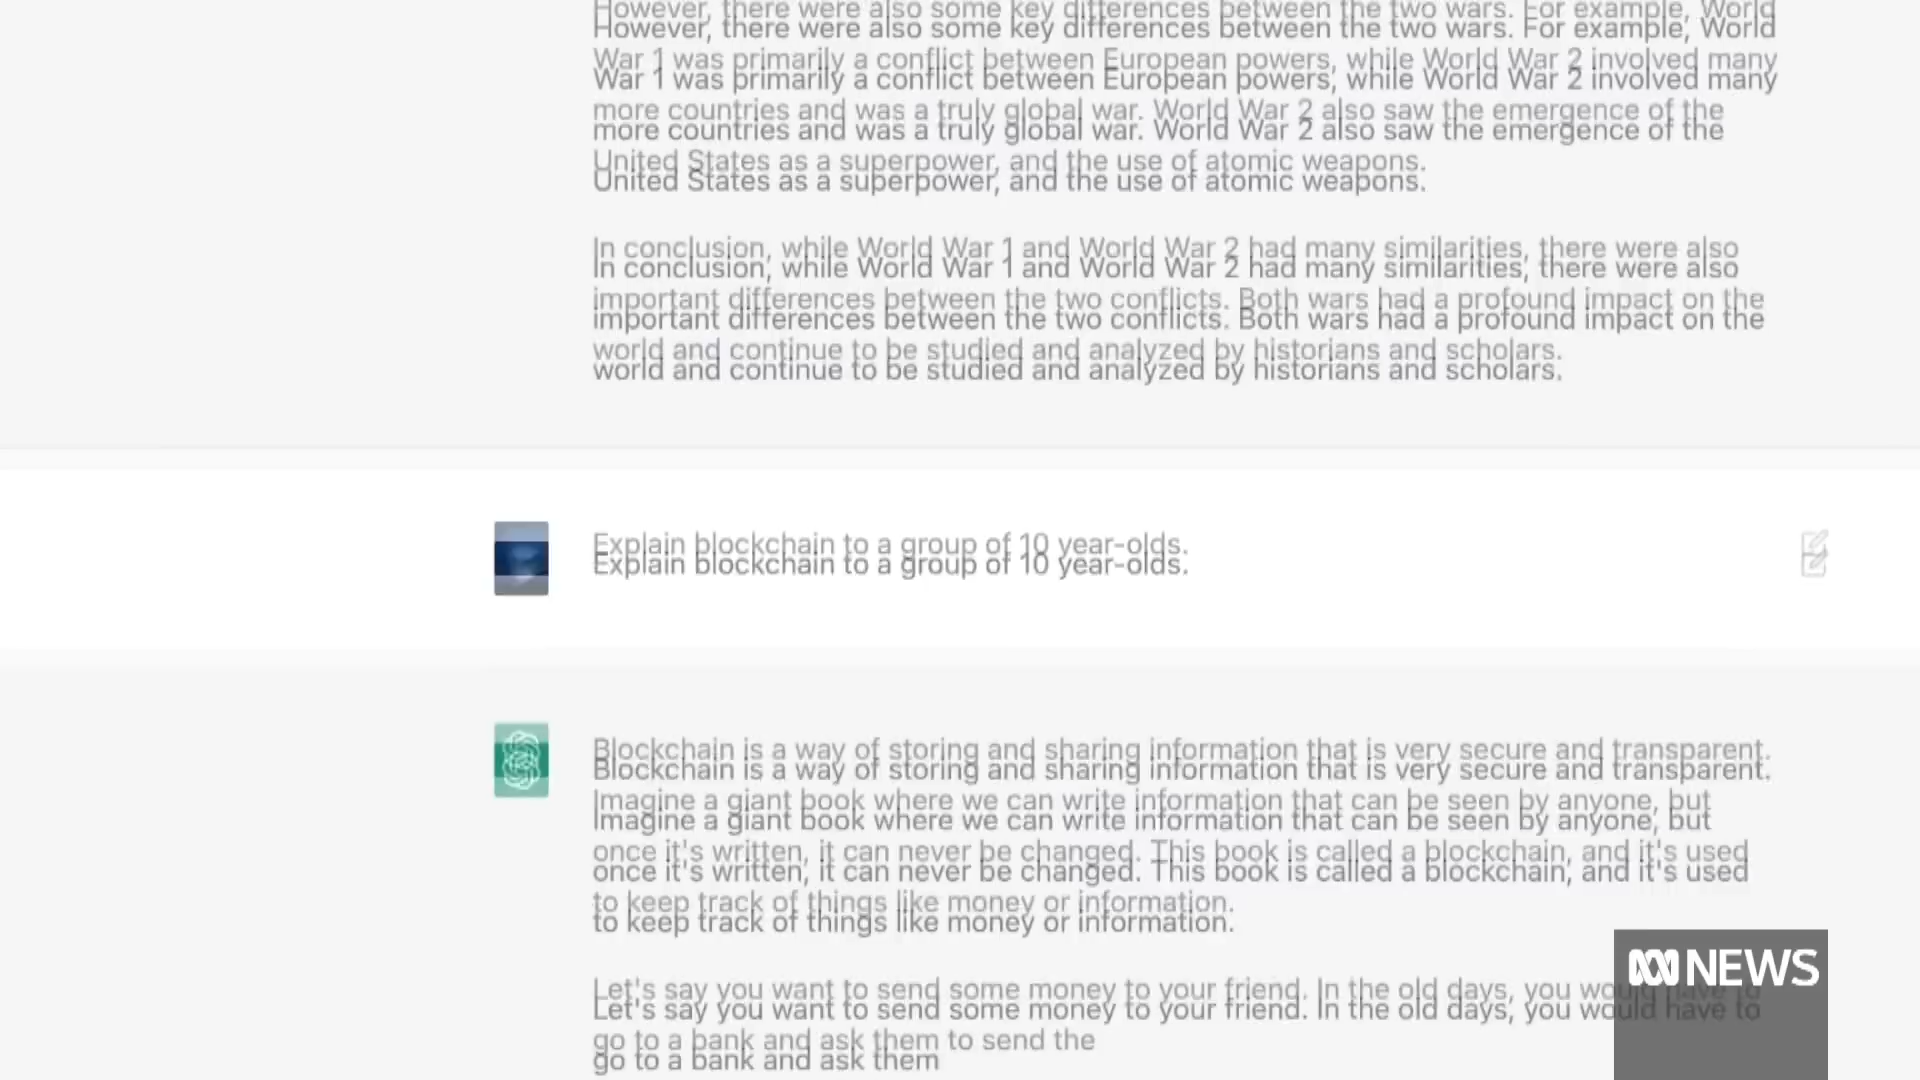 However, there were also some key differences between the two wars. For example, World
War 1 was primarily a conflict between European powers, while World War 2 involved many
more countries and was a truly global war. World War 2 also saw the emergence of the
United States as a superpower, and the use of atomic weapons.
In conclusion, while World War 1 and World War 2 had many similarities, there were also
important differences between the two conflicts. Both wars had a profound impact on the
world and continue to be studied and analyzed by historians and scholars.
Explain blockchain to a group of 10 year-olds.
Blockchain is a way of storing and sharing information that is very secure and transparent.
Imagine a giant book where we can write information that can be seen by anyone, but
once it's written, it can never be changed. This book is called a blockchain, and it's used
to keep track of things like money or information.
Let's say you want to send some money to your friend. In the old days, you would have to
go to a bank and ask them to send the
NEWS